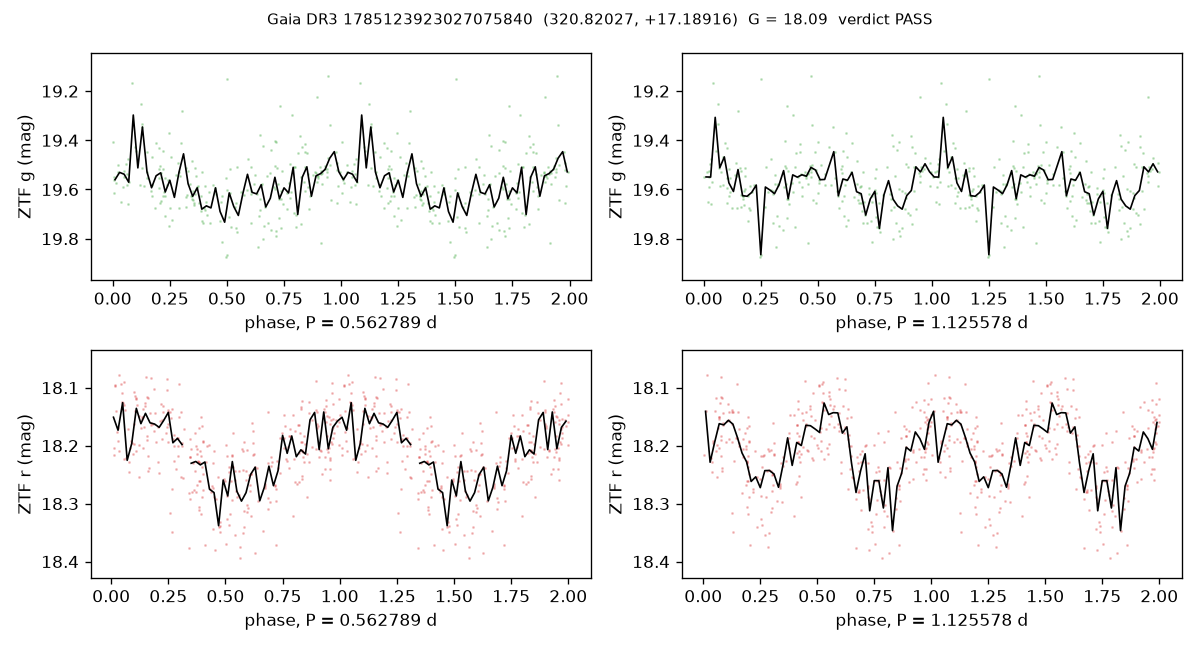 Gaia DR3 1785123923027075840 (320.82027, +17.18916) G = 18.09 verdict PASS
ZTF g (mag)
19.2
19.4
19.6
19.8
0.00 0.25 0.50 0.75 1.00 1.25 1.50 1.75 2.00
phase, P = 0.562789 d
ZTF g (mag)
19.2
19.4
19.6
19.8
0.00 0.25 0.50 0.75 1.00 1.25 1.50 1.75 2.00
phase, P = 1.125578 d
ZTF r (mag)
18.1
18.2
18.3
18.4
0.00 0.25 0.50 0.75 1.00 1.25 1.50 1.75 2.00
phase, P = 0.562789 d
ZTF r (mag)
18.1
18.2
18.3
18.4
0.00 0.25 0.50 0.75 1.00 1.25 1.50 1.75 2.00
phase, P = 1.125578 d